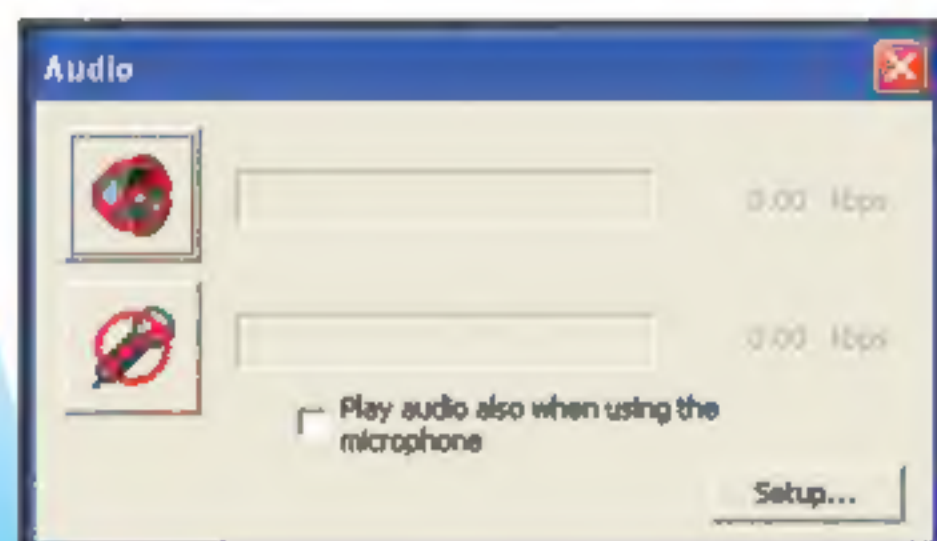 Audio
0.00 kbps
0.00 kbps
Play audio also when using the
microphone
Setup...